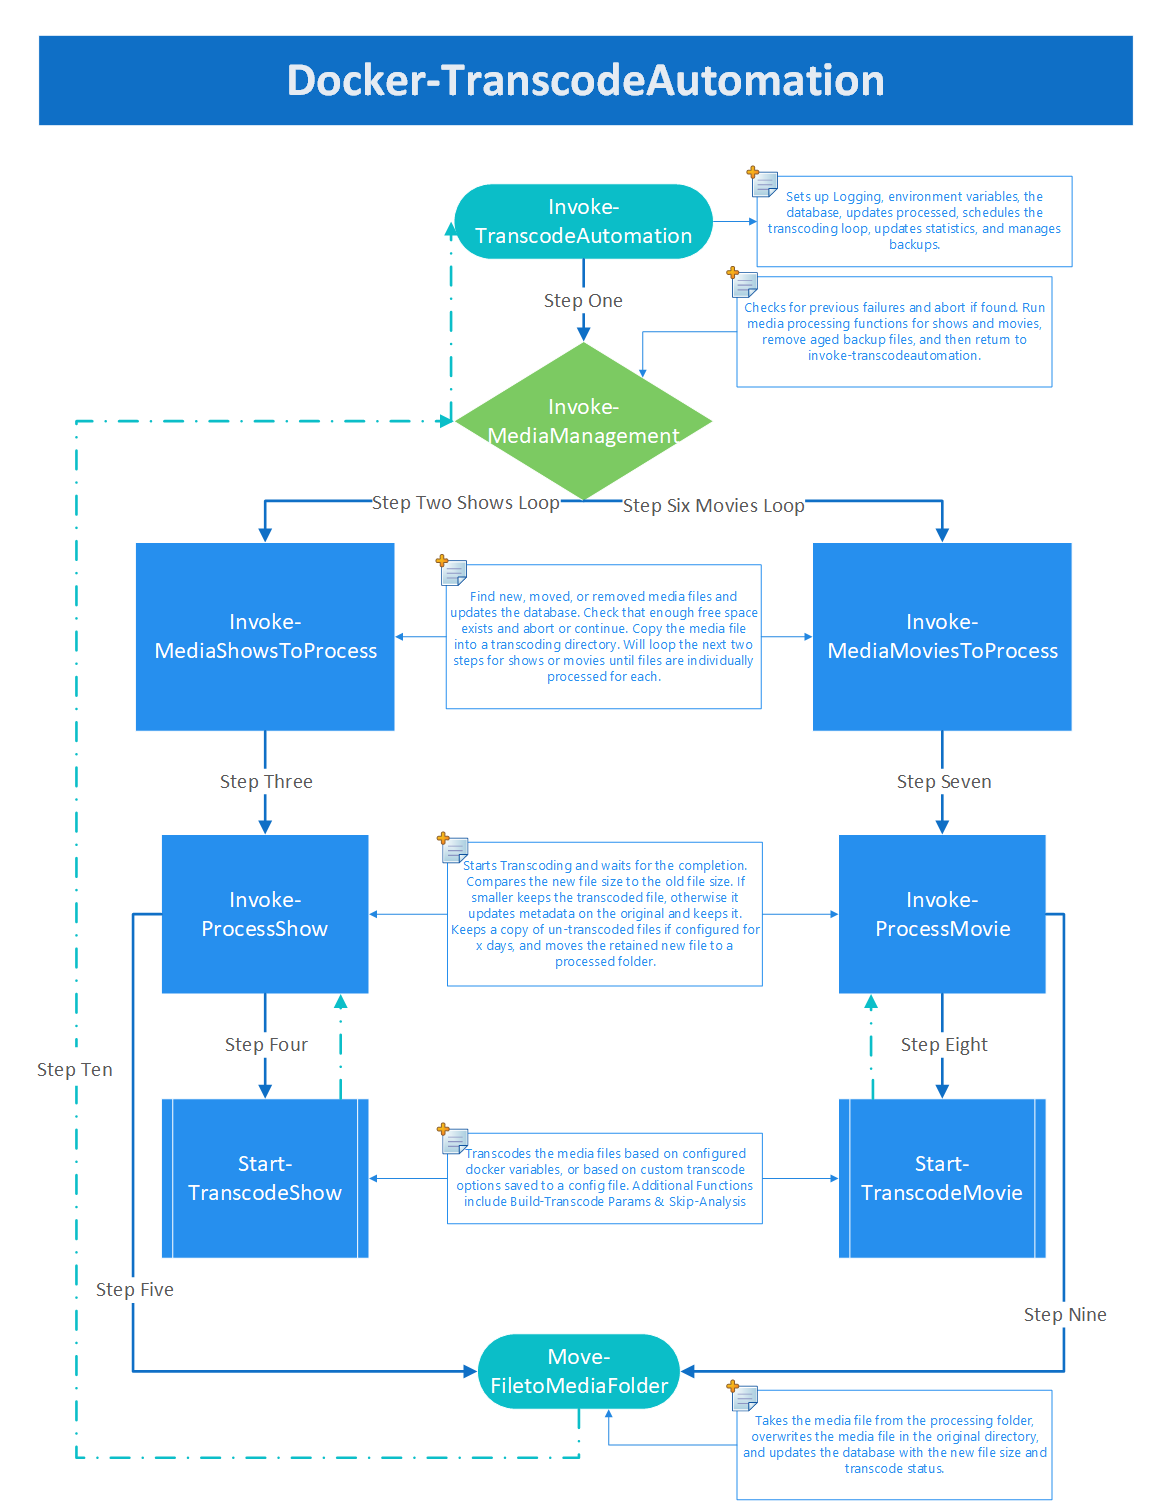 Docker-TranscodeAutomation
Invoke-
TranscodeAutomation
Sets up Logging, environment variables, the
database, updates processed, schedules the
transcoding loop, updates statistics, and manages
backups.
Step One
Checks for previous failures and abort if found. Run
media processing functions for shows and movies,
remove aged backup files, and then return to
invoke-transcodeautomation.
Invoke-
MediaManagement
Step Two Shows Loop
Step Six Movies Loop
Invoke-
MediaShowsToProcess
Find new, moved, or removed media files and
updates the database. Check that enough free space
exists and abort or continue. Copy the media file
into a transcoding directory. Will loop the next two
steps for shows or movies until files are individually
processed for each.
Invoke-
MediaMoviesToProcess
Step Three
Step Seven
Invoke-
ProcessShow
Starts Transcoding and waits for the completion.
Compares the new file size to the old file size. If
smaller keeps the transcoded file, otherwise it
updates metadata on the original and keeps it.
Keeps a copy of un-transcoded files if configured for
x days, and moves the retained new file to a
processed folder.
Invoke-
ProcessMovie
Step Four
Step Eight
Step Ten
Start-
TranscodeShow
Transcodes the media files based on configured
docker variables, or based on custom transcode
options saved to a config file. Additional Functions
include Build-Transcode Params & Skip-Analysis
Start-
TranscodeMovie
Step Five
Step Nine
Move-
FiletoMediaFolder
Takes the media file from the processing folder,
overwrites the media file in the original directory,
and updates the database with the new file size and
transcode status.